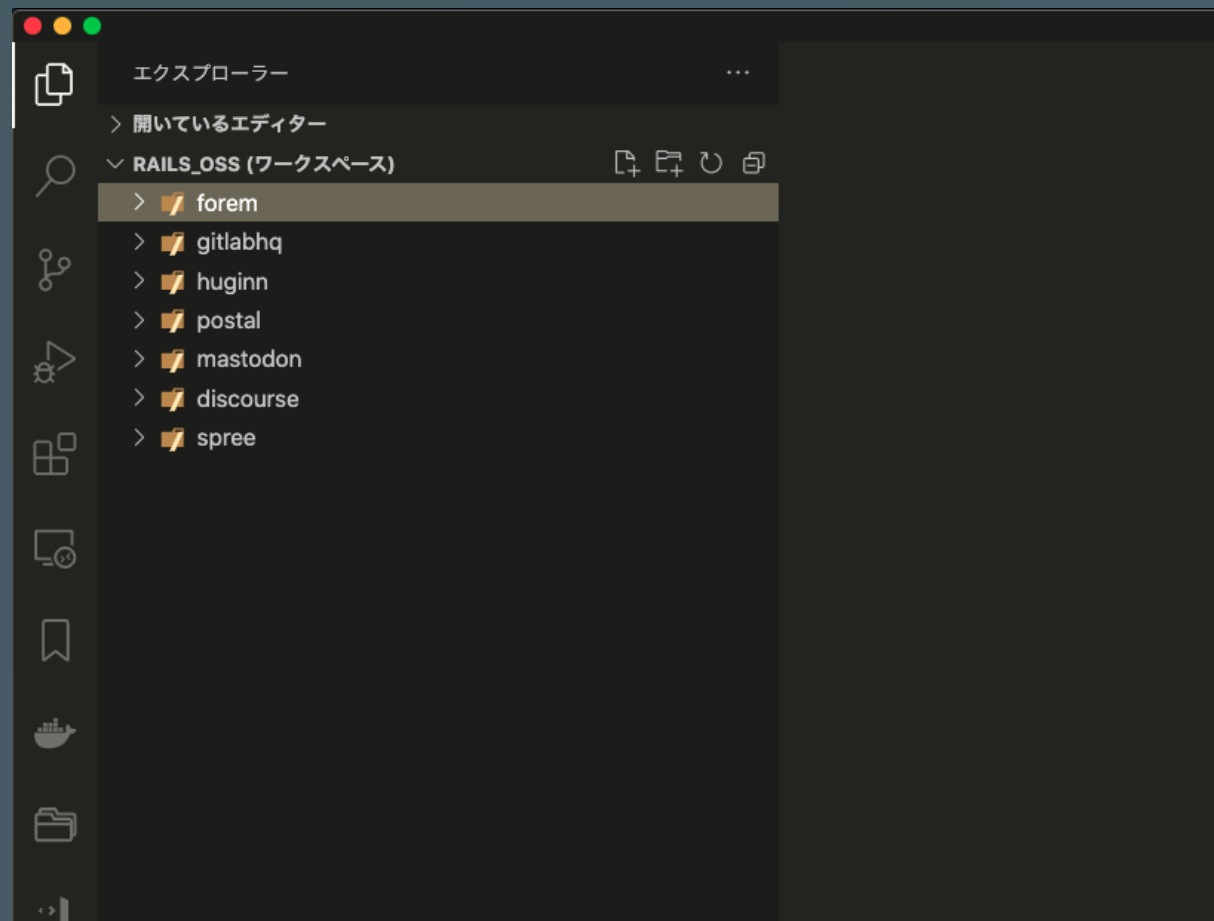 エクスプローラー
開いているエディター
RAILS_OSS (ワークスペース)
forem
gitlabhq
huginn
postal
mastodon
discourse
spree